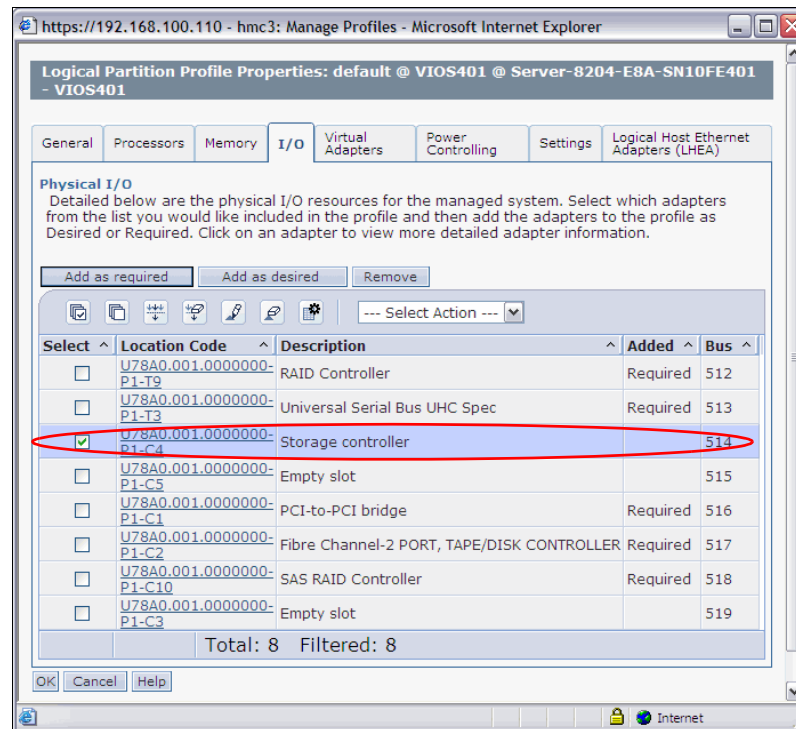 https://192.168.100.110 - hmc3: Manage Profiles - Microsoft Internet Explorer
Logical Partition Profile Properties: default @ VIOS401 @ Server-8204-E8A-SN10FE401
- VIOS401
General Processors Memory I/O Virtual Adapters Power Controlling Settings Logical Host Ethernet Adapters (LHEA)
Physical I/O
Detailed below are the physical I/O resources for the managed system. Select which adapters
from the list you would like included in the profile and then add the adapters to the profile as
Desired or Required. Click on an adapter to view more detailed adapter information.
Add as required Add as desired Remove
--- Select Action ---
Select ^ Location Code ^ Description ^ Added ^ Bus ^
U78A0.001.0000000-P1-T9 RAID Controller Required 512
U78A0.001.0000000-P1-T3 Universal Serial Bus UHC Spec Required 513
U78A0.001.0000000-P1-C4 Storage controller 514
U78A0.001.0000000-P1-C5 Empty slot 515
U78A0.001.0000000-P1-C1 PCI-to-PCI bridge Required 516
U78A0.001.0000000-P1-C2 Fibre Channel-2 PORT, TAPE/DISK CONTROLLER Required 517
U78A0.001.0000000-P1-C10 SAS RAID Controller Required 518
U78A0.001.0000000-P1-C3 Empty slot 519
Total: 8 Filtered: 8
OK Cancel Help
Internet